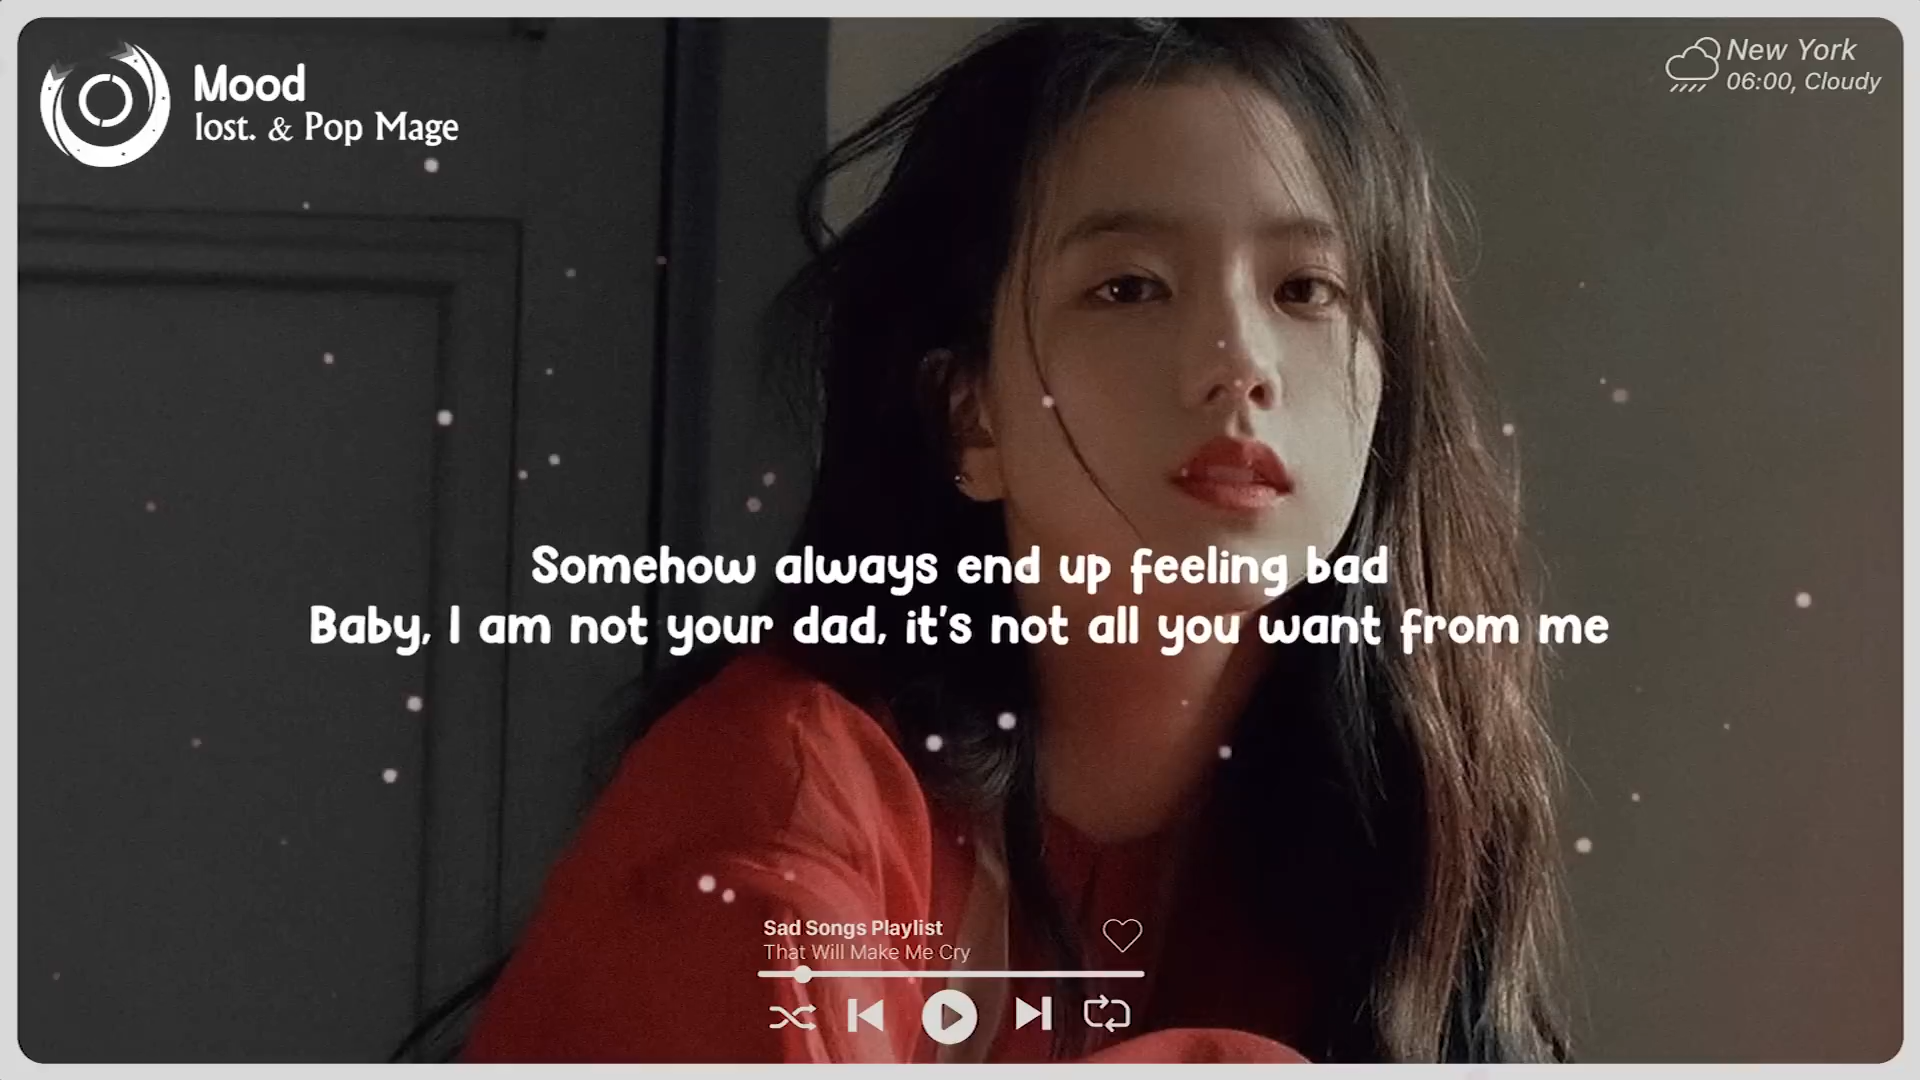 Mood
lost. & Pop Mage
New York
06:00, Cloudy
Somehow always end up feeling bad
Baby, I am not your dad, it's not all you want from me
Sad Songs Playlist
That Will Make Me Cry